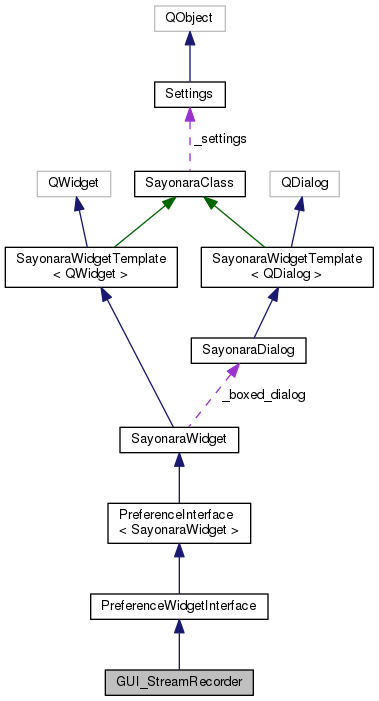 QObject
Settings
_settings
QWidget
SayonaraClass
QDialog
SayonaraWidgetTemplate
< QWidget >
SayonaraWidgetTemplate
< QDialog >
SayonaraDialog
_boxed_dialog
SayonaraWidget
PreferenceInterface
< SayonaraWidget >
PreferenceWidgetInterface
GUI_StreamRecorder